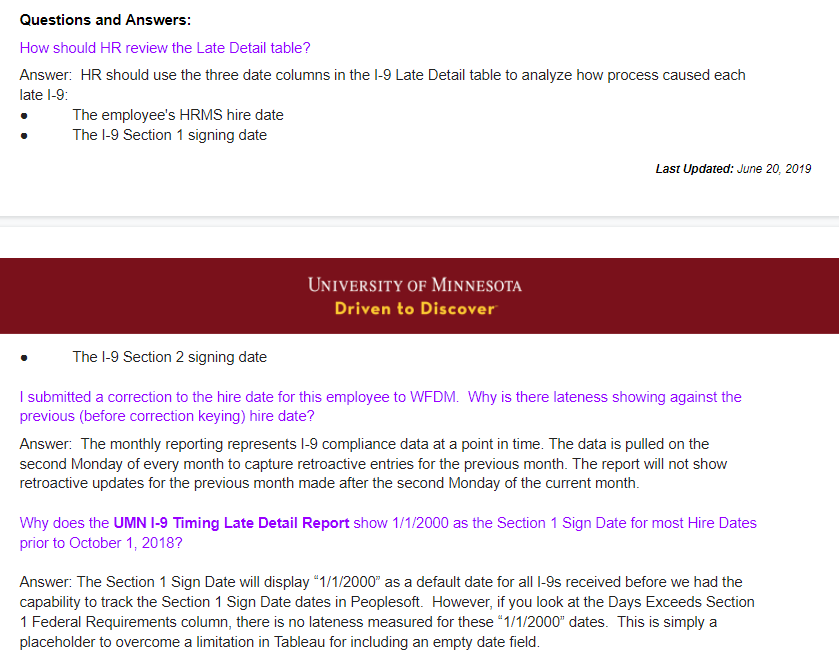 Questions and Answers:
How should HR review the Late Detail table?
Answer:  HR should use the three date columns in the I-9 Late Detail table to analyze how process caused each
late I-9:
●	The employee's HRMS hire date
●	The I-9 Section 1 signing date
Last Updated: June 20, 2019
UNIVERSITY OF MINNESOTA
Driven to Discover
●	The I-9 Section 2 signing date
I submitted a correction to the hire date for this employee to WFDM.  Why is there lateness showing against the
previous (before correction keying) hire date?
Answer:  The monthly reporting represents I-9 compliance data at a point in time. The data is pulled on the
second Monday of every month to capture retroactive entries for the previous month. The report will not show
retroactive updates for the previous month made after the second Monday of the current month.
Why does the UMN I-9 Timing Late Detail Report show 1/1/2000 as the Section 1 Sign Date for most Hire Dates
prior to October 1, 2018?
Answer: The Section 1 Sign Date will display “1/1/2000” as a default date for all I-9s received before we had the
capability to track the Section 1 Sign Date dates in Peoplesoft.  However, if you look at the Days Exceeds Section
1 Federal Requirements column, there is no lateness measured for these “1/1/2000” dates.  This is simply a
placeholder to overcome a limitation in Tableau for including an empty date field.